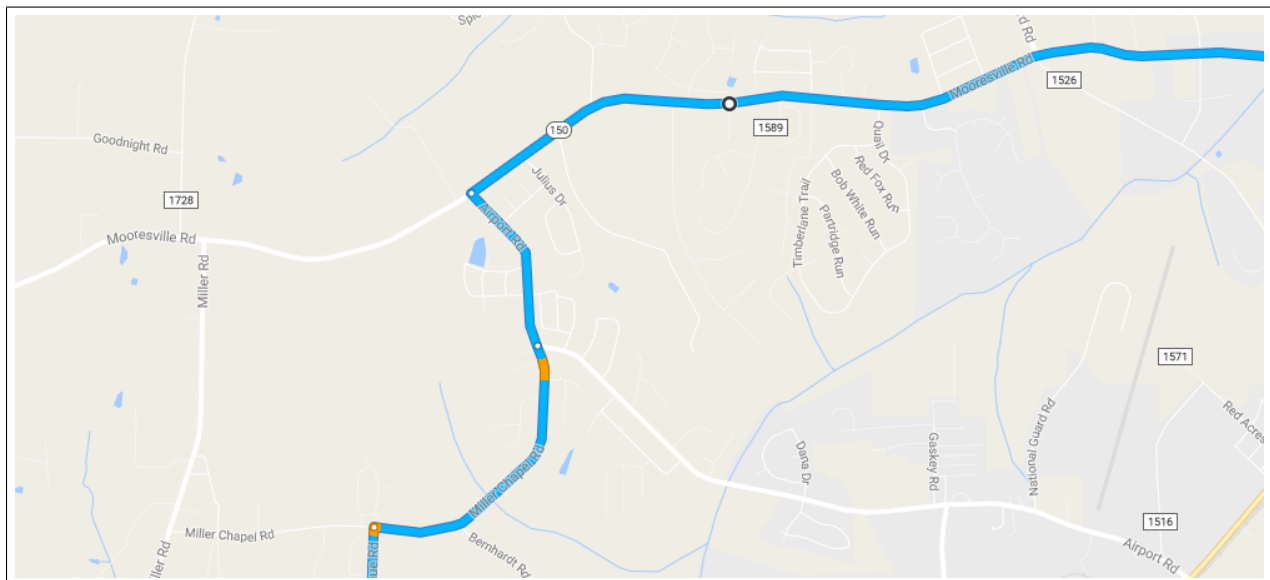 Mooresville Rd
1526
150
1589
Goodnight Rd
Quail Dr
Julius Dr
Red Fox Run
Bob White Run
Timberlane Trail
Partridge Run
1728
Airport Rd
Mooresville Rd
Miller Rd
1571
Red Acres
National Guard Rd
Gaskey Rd
Dana Dr
Miller Chapel Rd
Miller Chapel Rd
1516
Bernhardt Rd
Airport Rd